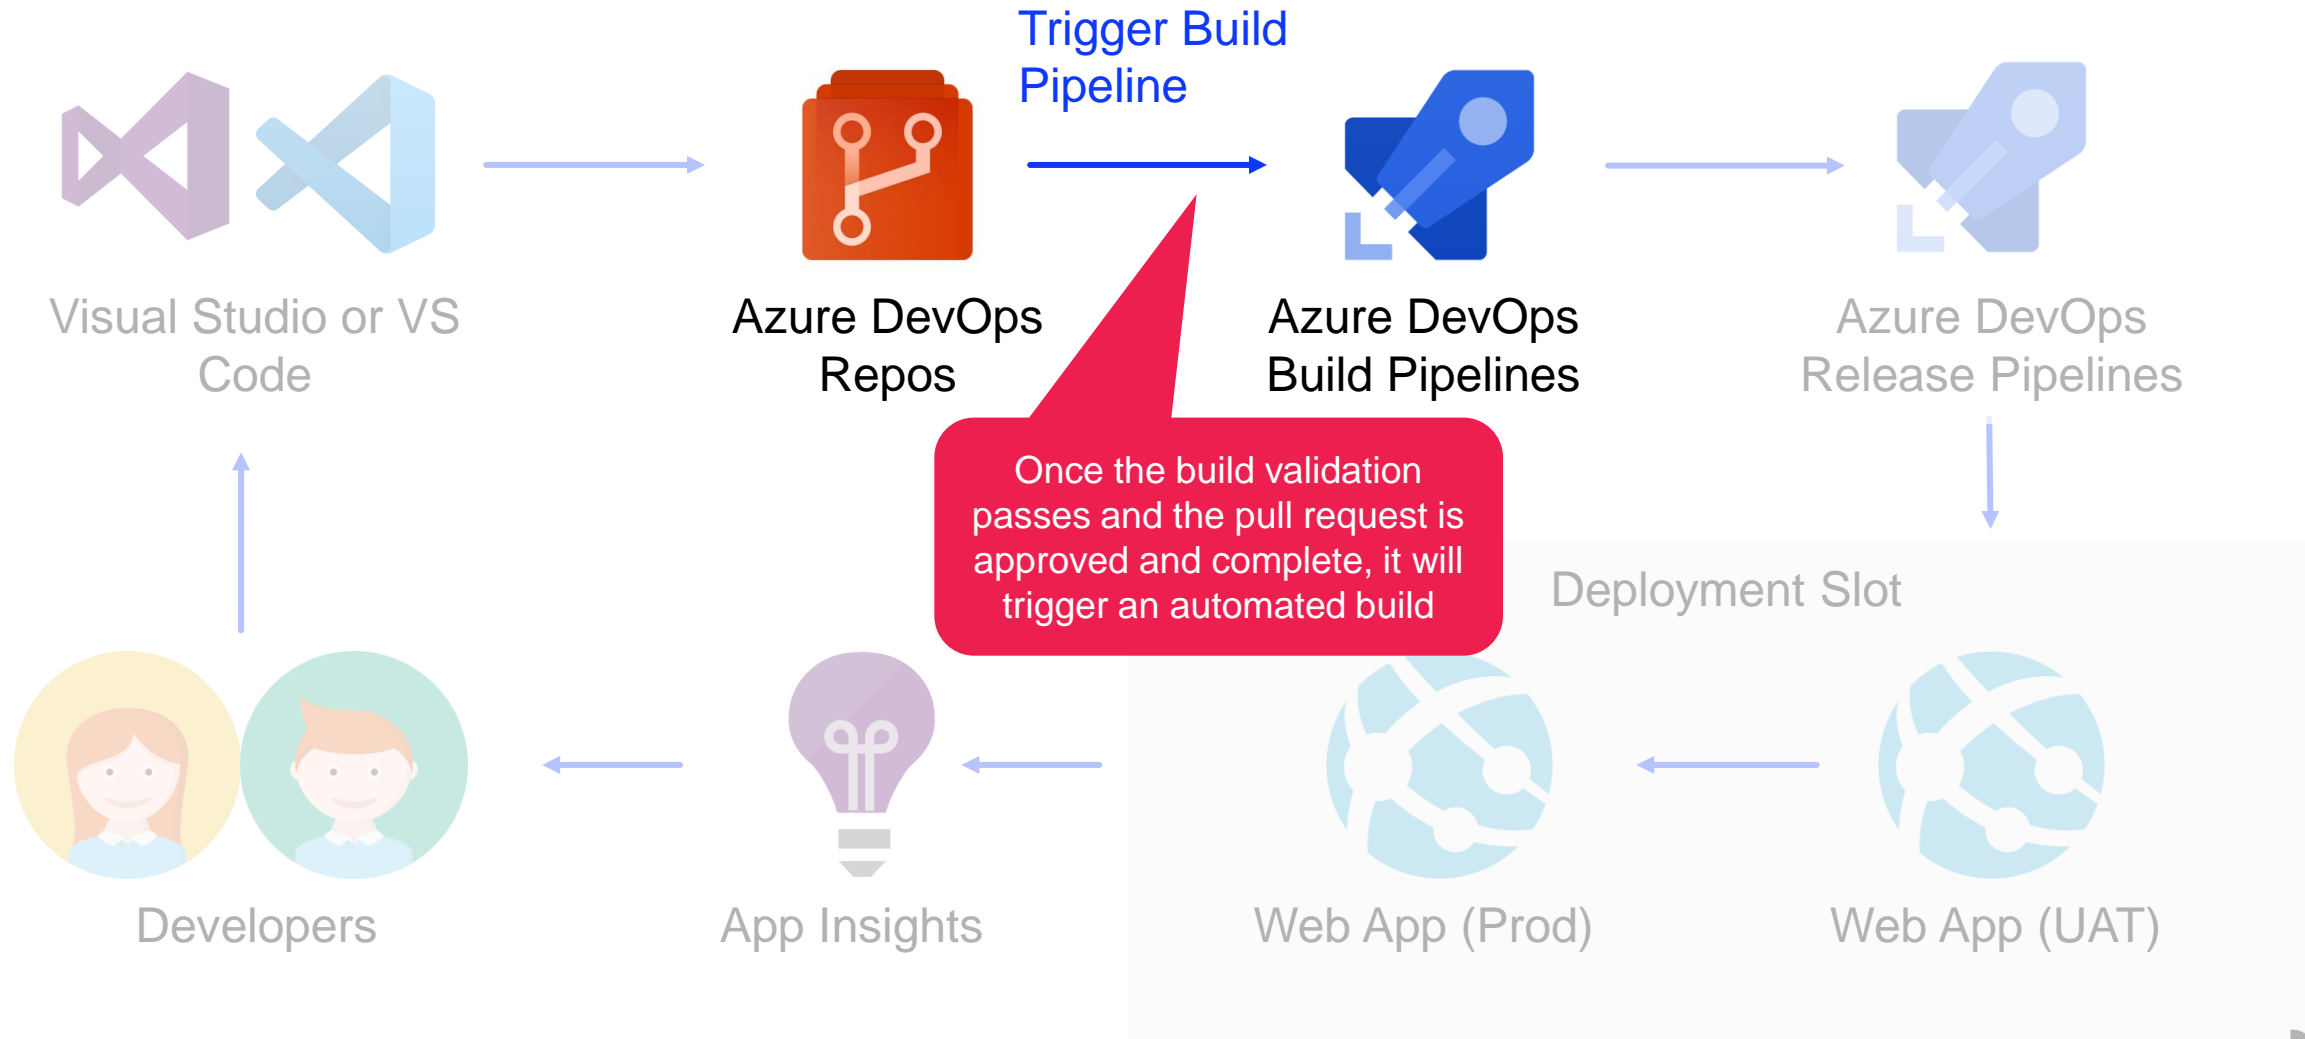 Trigger Build
Pipeline
Visual Studio or VS
Code
Azure DevOps
Repos
Azure DevOps
Build Pipelines
Azure DevOps
Release Pipelines
Once the build validation
passes and the pull request is
approved and complete, it will
trigger an automated build
Deployment Slot
Developers
App Insights
Web App (Prod)
Web App (UAT)